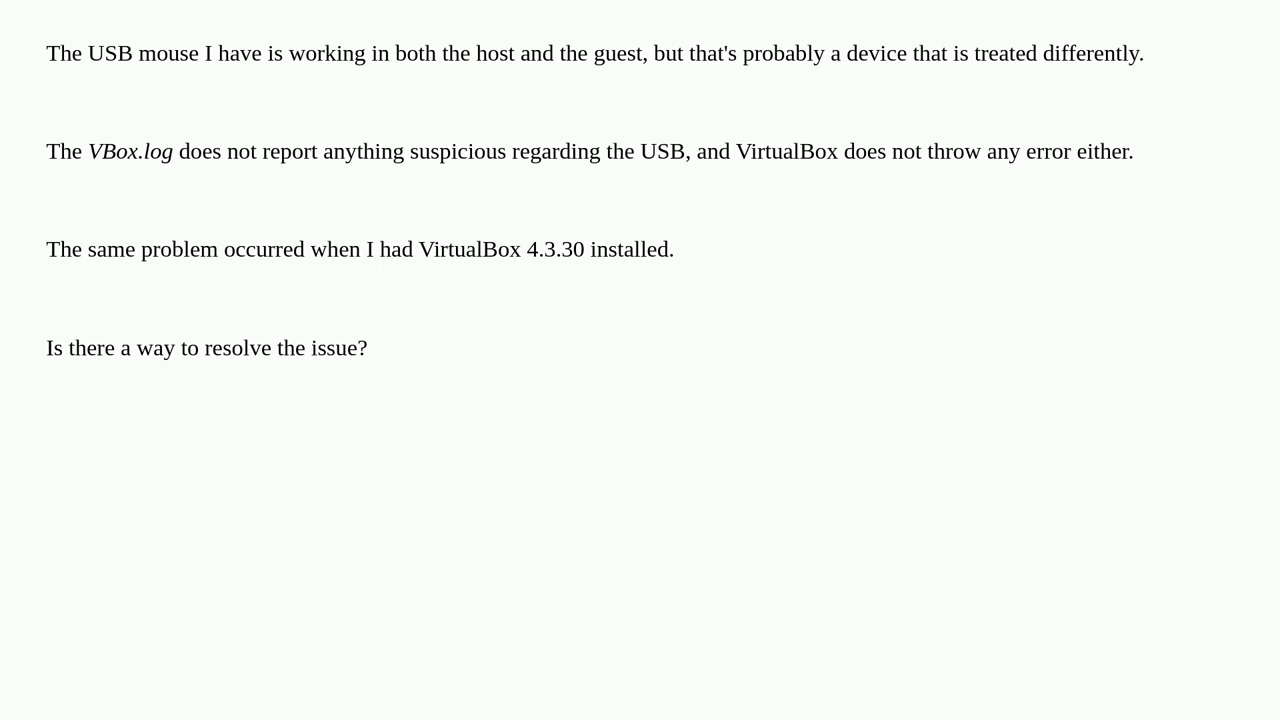 The USB mouse I have is working in both the host and the guest, but that's probably a device that is treated differently.
The VBox.log does not report anything suspicious regarding the USB, and VirtualBox does not throw any error either.
The same problem occurred when I had VirtualBox 4.3.30 installed.
Is there a way to resolve the issue?